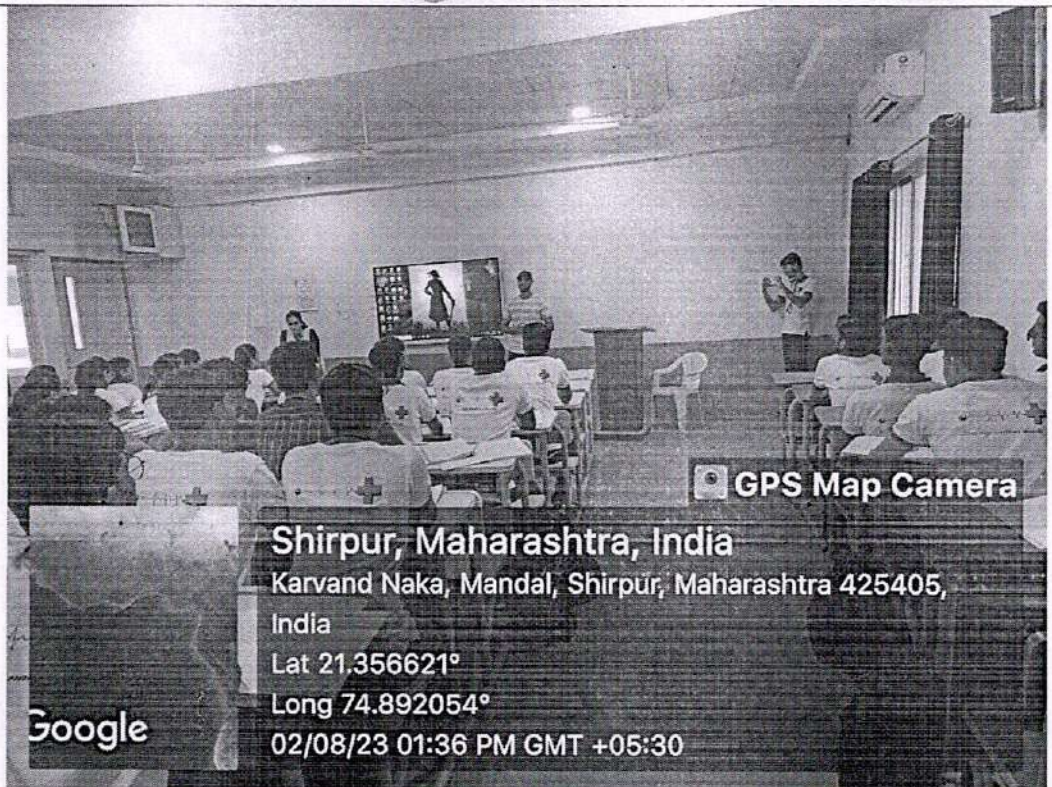 GPS Map Camera
Shirpur, Maharashtra, India
Karvand Naka, Mandal, Shirpur, Maharashtra 425405,
India
Lat 21.356621°
Long 74.892054°
02/08/23 01:36 PM GMT +05:30
Google